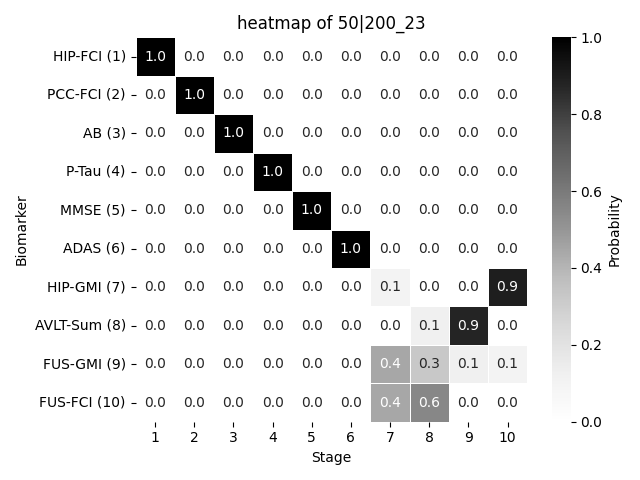 heatmap of 50|200_23
HIP-FCI (1) 1.0 0.0 0.0 0.0 0.0 0.0 0.0 0.0 0.0 0.0
PCC-FCI (2) 0.0 1.0 0.0 0.0 0.0 0.0 0.0 0.0 0.0 0.0
AB (3) 0.0 0.0 1.0 0.0 0.0 0.0 0.0 0.0 0.0 0.0
P-Tau (4) 0.0 0.0 0.0 1.0 0.0 0.0 0.0 0.0 0.0 0.0
MMSE (5) 0.0 0.0 0.0 0.0 1.0 0.0 0.0 0.0 0.0 0.0
ADAS (6) 0.0 0.0 0.0 0.0 0.0 1.0 0.0 0.0 0.0 0.0
HIP-GMI (7) 0.0 0.0 0.0 0.0 0.0 0.0 0.1 0.0 0.0 0.9
AVLT-Sum (8) 0.0 0.0 0.0 0.0 0.0 0.0 0.0 0.1 0.9 0.0
FUS-GMI (9) 0.0 0.0 0.0 0.0 0.0 0.0 0.4 0.3 0.1 0.1
FUS-FCI (10) 0.0 0.0 0.0 0.0 0.0 0.0 0.4 0.6 0.0 0.0
1 2 3 4 5 6 7 8 9 10
Stage
Biomarker
1.0
0.8
0.6
0.4
0.2
0.0
Probability